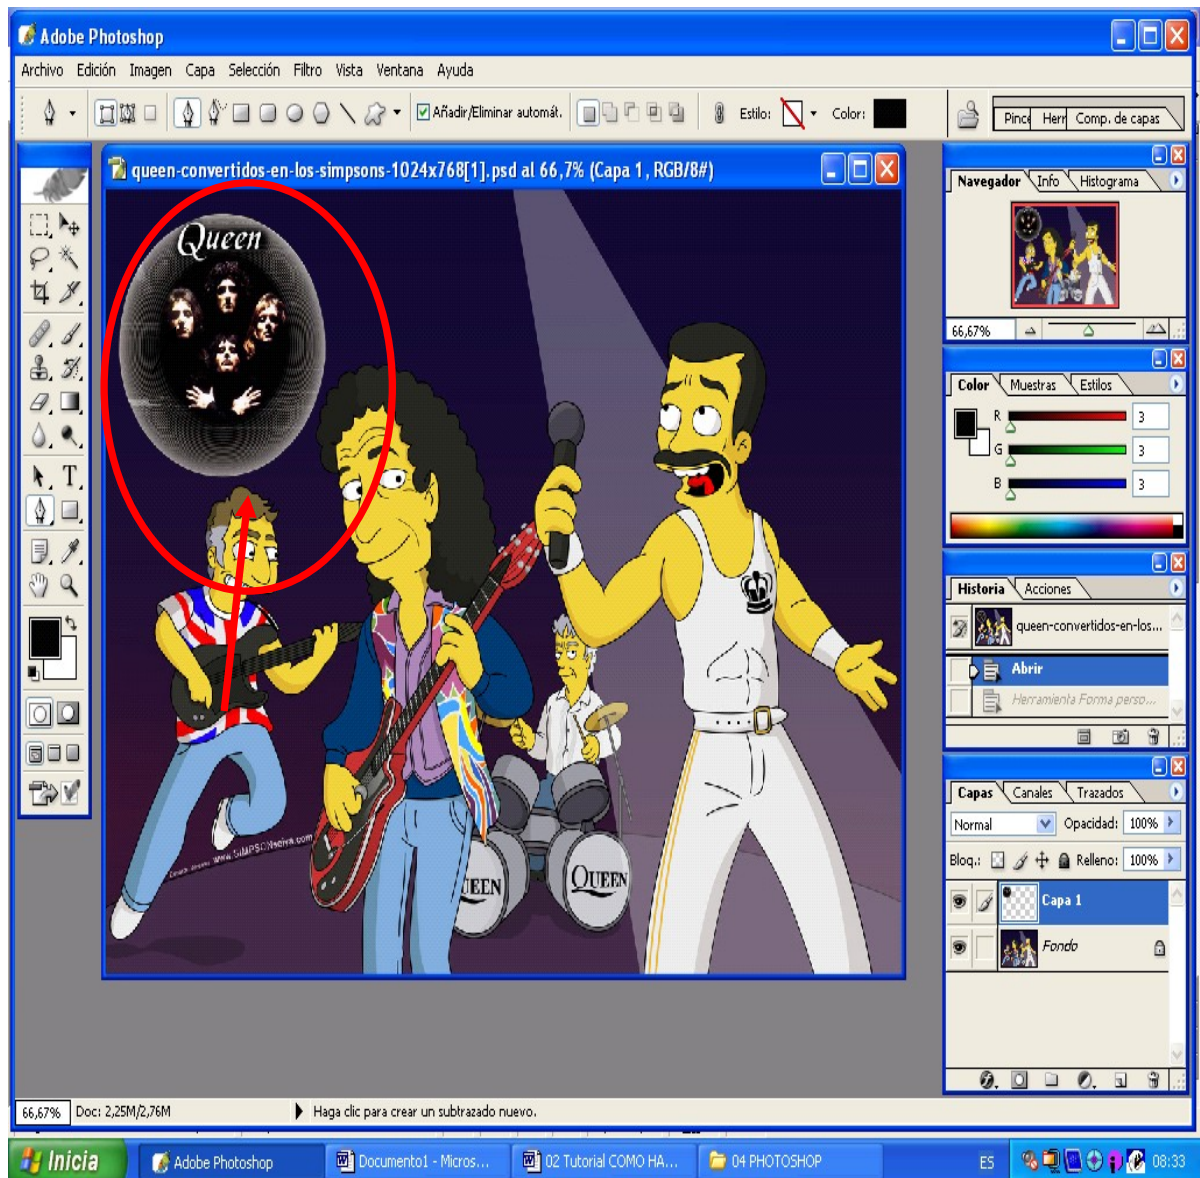 Adobe Photoshop
Archivo Edición Imagen Capa Selección Filtro Vista Ventana Ayuda
Añadir/Eliminar automát. Estilo: Color: Pince Herr Comp. de capas
queen-convertidos-en-los-simpsons-1024x768[1].psd al 66,7% (Capa 1, RGB/8#)
Queen
QUEEN
QUEEN
Navegador Info Histograma
66,67%
Color Muestras Estilos
R 3
G 3
B 3
Historia Acciones
queen-convertidos-en-los...
Abrir
Herramienta Forma perso...
Capas Canales Trazados
Normal Opacidad: 100%
Bloq.: Relleno: 100%
Capa 1
Fondo
T
66,67% Doc: 2,25M/2,76M Haga clic para crear un subtrazado nuevo.
Inicia Adobe Photoshop Documento1 - Micros... 02 Tutorial COMO HA... 04 PHOTOSHOP ES 08:33